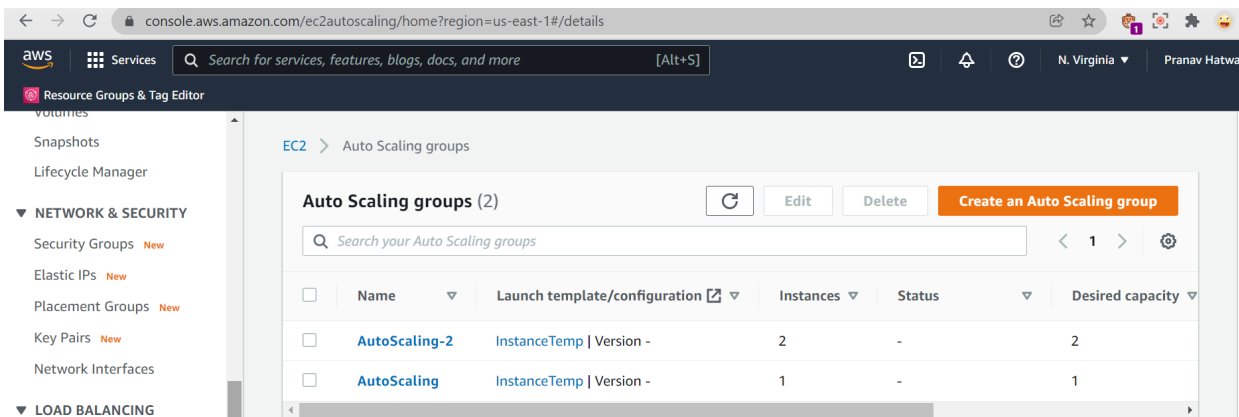 console.aws.amazon.com/ec2autoscaling/home?region=us-east-1#/details
1
aws Services Search for services, features, blogs, docs, and more [Alt+S] N. Virginia ▼ Pranav Hatwa
Resource Groups & Tag Editor
Volumes
Snapshots
Lifecycle Manager
▼ NETWORK & SECURITY
Security Groups New
Elastic IPs New
Placement Groups New
Key Pairs New
Network Interfaces
▼ LOAD BALANCING
EC2 > Auto Scaling groups
Auto Scaling groups (2) Edit Delete Create an Auto Scaling group
Search your Auto Scaling groups < 1 >
Name Launch template/configuration Instances Status Desired capacity
AutoScaling-2 InstanceTemp | Version - 2 - 2
AutoScaling InstanceTemp | Version - 1 - 1